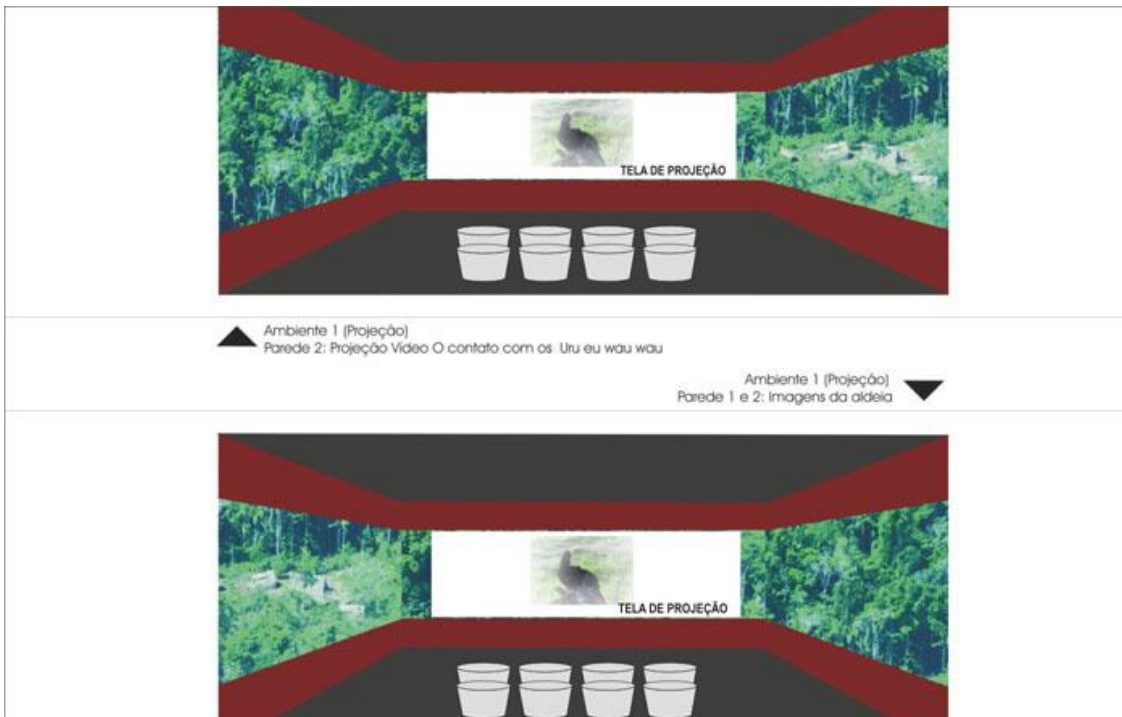 TELA DE PROJEÇÃO
Ambiente 1 (Projeção)
Parede 2: Projeção Vídeo O contato com os Uru eu wau wau
Ambiente 1 (Projeção)
Parede 1 e 2: Imagens da aldeia
TELA DE PROJEÇÃO